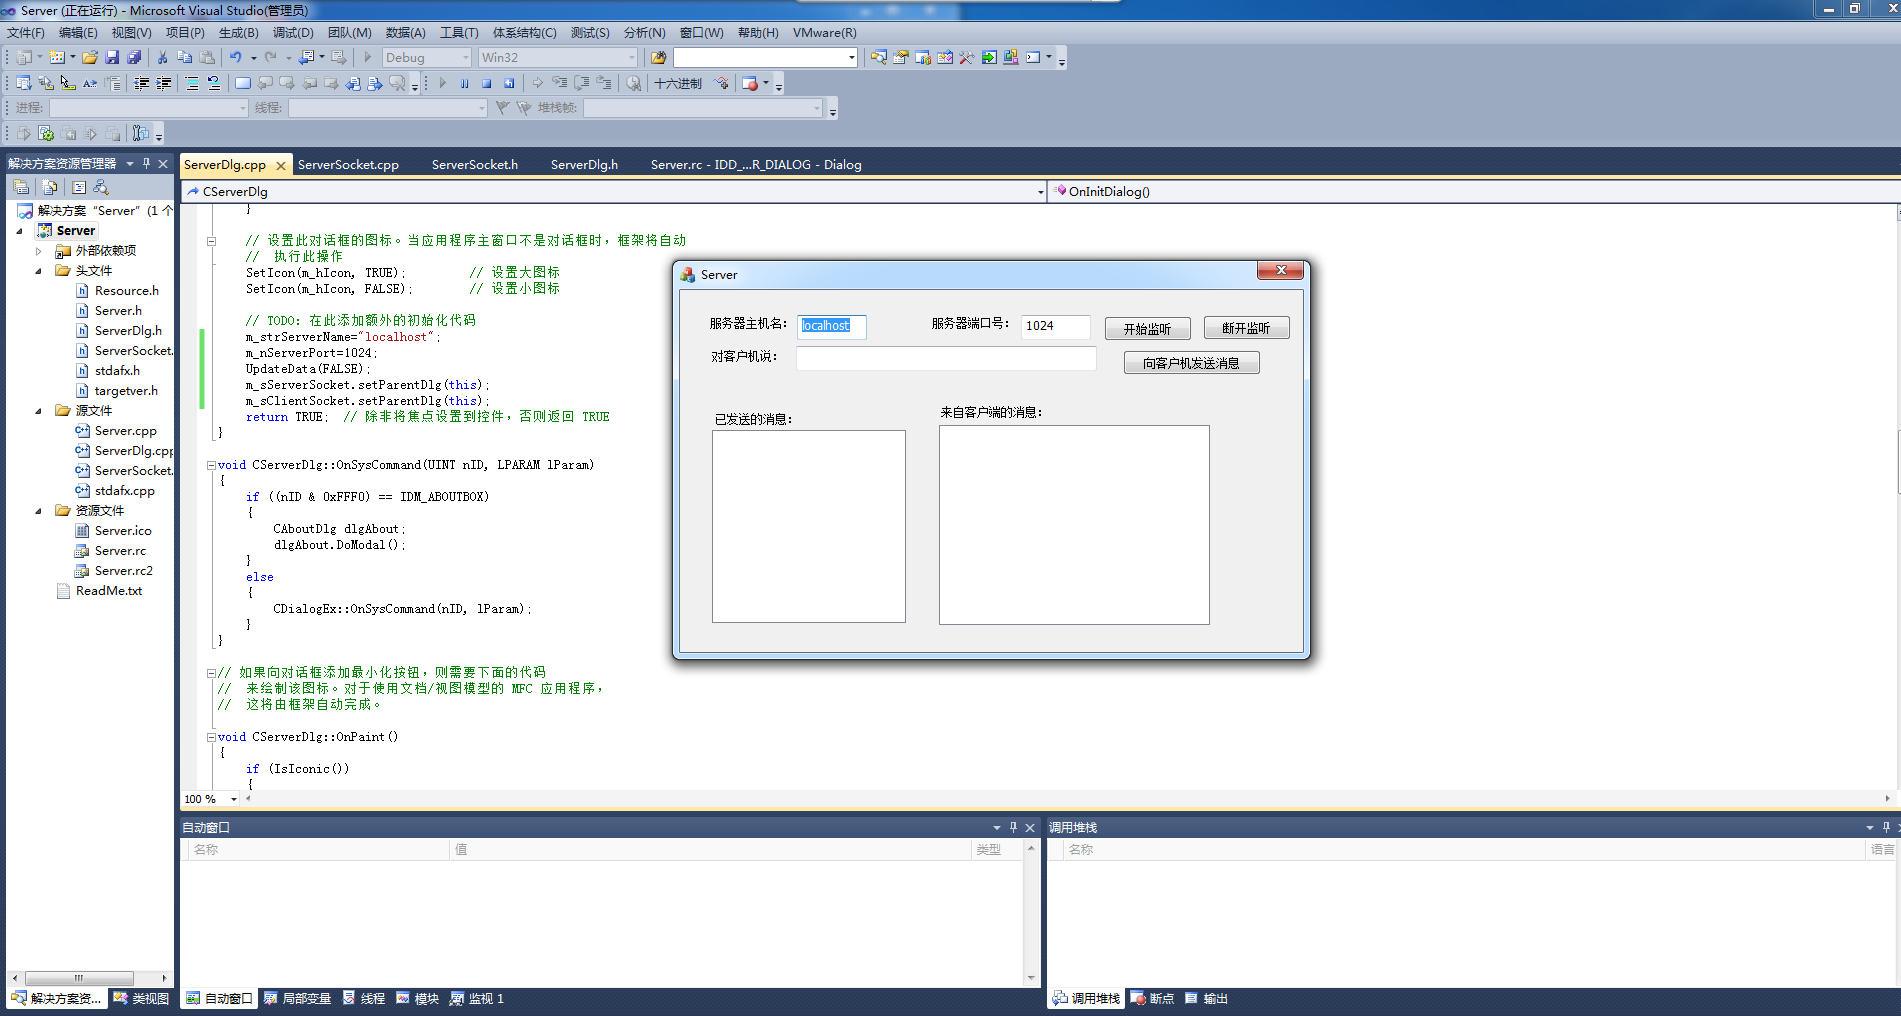 Server (正在运行) - Microsoft Visual Studio(管理员)
文件(F) 编辑(E) 视图(V) 项目(P) 生成(B) 调试(D) 团队(M) 数据(A) 工具(T) 体系结构(C) 测试(S) 分析(N) 窗口(W) 帮助(H) VMware(R)
Debug Win32
十六进制
进程: 线程: 堆栈帧:
解决方案资源管理器
ServerDlg.cpp ServerSocket.cpp ServerSocket.h ServerDlg.h Server.rc - IDD_...R_DIALOG - Dialog
CServerDlg OnInitDialog()
解决方案 "Server" (1 个
Server
外部依赖项
头文件
Resource.h
Server.h
ServerDlg.h
ServerSocket.
stdafx.h
targetver.h
源文件
Server.cpp
ServerDlg.cpp
ServerSocket.
stdafx.cpp
资源文件
Server.ico
Server.rc
Server.rc2
ReadMe.txt
}
// 设置此对话框的图标。当应用程序主窗口不是对话框时，框架将自动
//  执行此操作
SetIcon(m_hIcon, TRUE); // 设置大图标
SetIcon(m_hIcon, FALSE); // 设置小图标
// TODO: 在此添加额外的初始化代码
m_strServerName="localhost";
m_nServerPort=1024;
UpdateData(FALSE);
m_sServerSocket.setParentDlg(this);
m_sClientSocket.setParentDlg(this);
return TRUE;  // 除非将焦点设置到控件，否则返回 TRUE
}
void CServerDlg::OnSysCommand(UINT nID, LPARAM lParam)
{
if ((nID & 0xFFF0) == IDM_ABOUTBOX)
{
CAboutDlg dlgAbout;
dlgAbout.DoModal();
}
else
{
CDialogEx::OnSysCommand(nID, lParam);
}
}
// 如果向对话框添加最小化按钮，则需要下面的代码
//  来绘制该图标。对于使用文档/视图模型的 MFC 应用程序，
//  这将由框架自动完成。
void CServerDlg::OnPaint()
{
if (IsIconic())
{
100 %
Server
服务器主机名: localhost 服务器端口号: 1024 开始监听 断开监听
对客户机说: 向客户机发送消息
已发送的消息: 来自客户端的消息:
自动窗口
名称 值 类型
调用堆栈
名称 语言
解决方案资... 类视图 自动窗口 局部变量 线程 模块 监视 1 调用堆栈 断点 输出